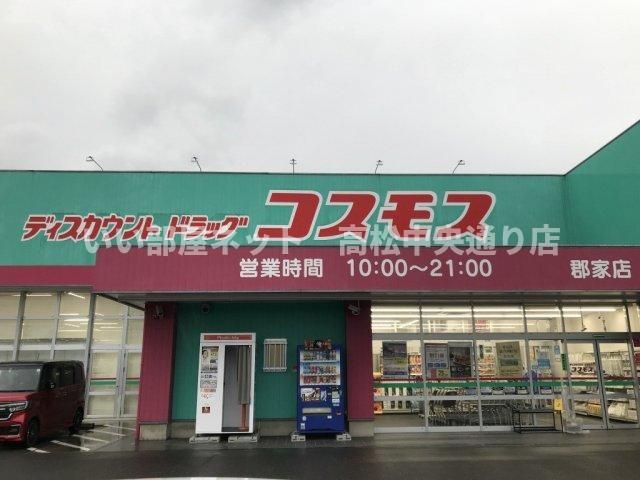 ディスカウント ドラッグ コスモス
いい部屋ネット 高松中央通り店
営業時間 10:00～21:00 郡家店